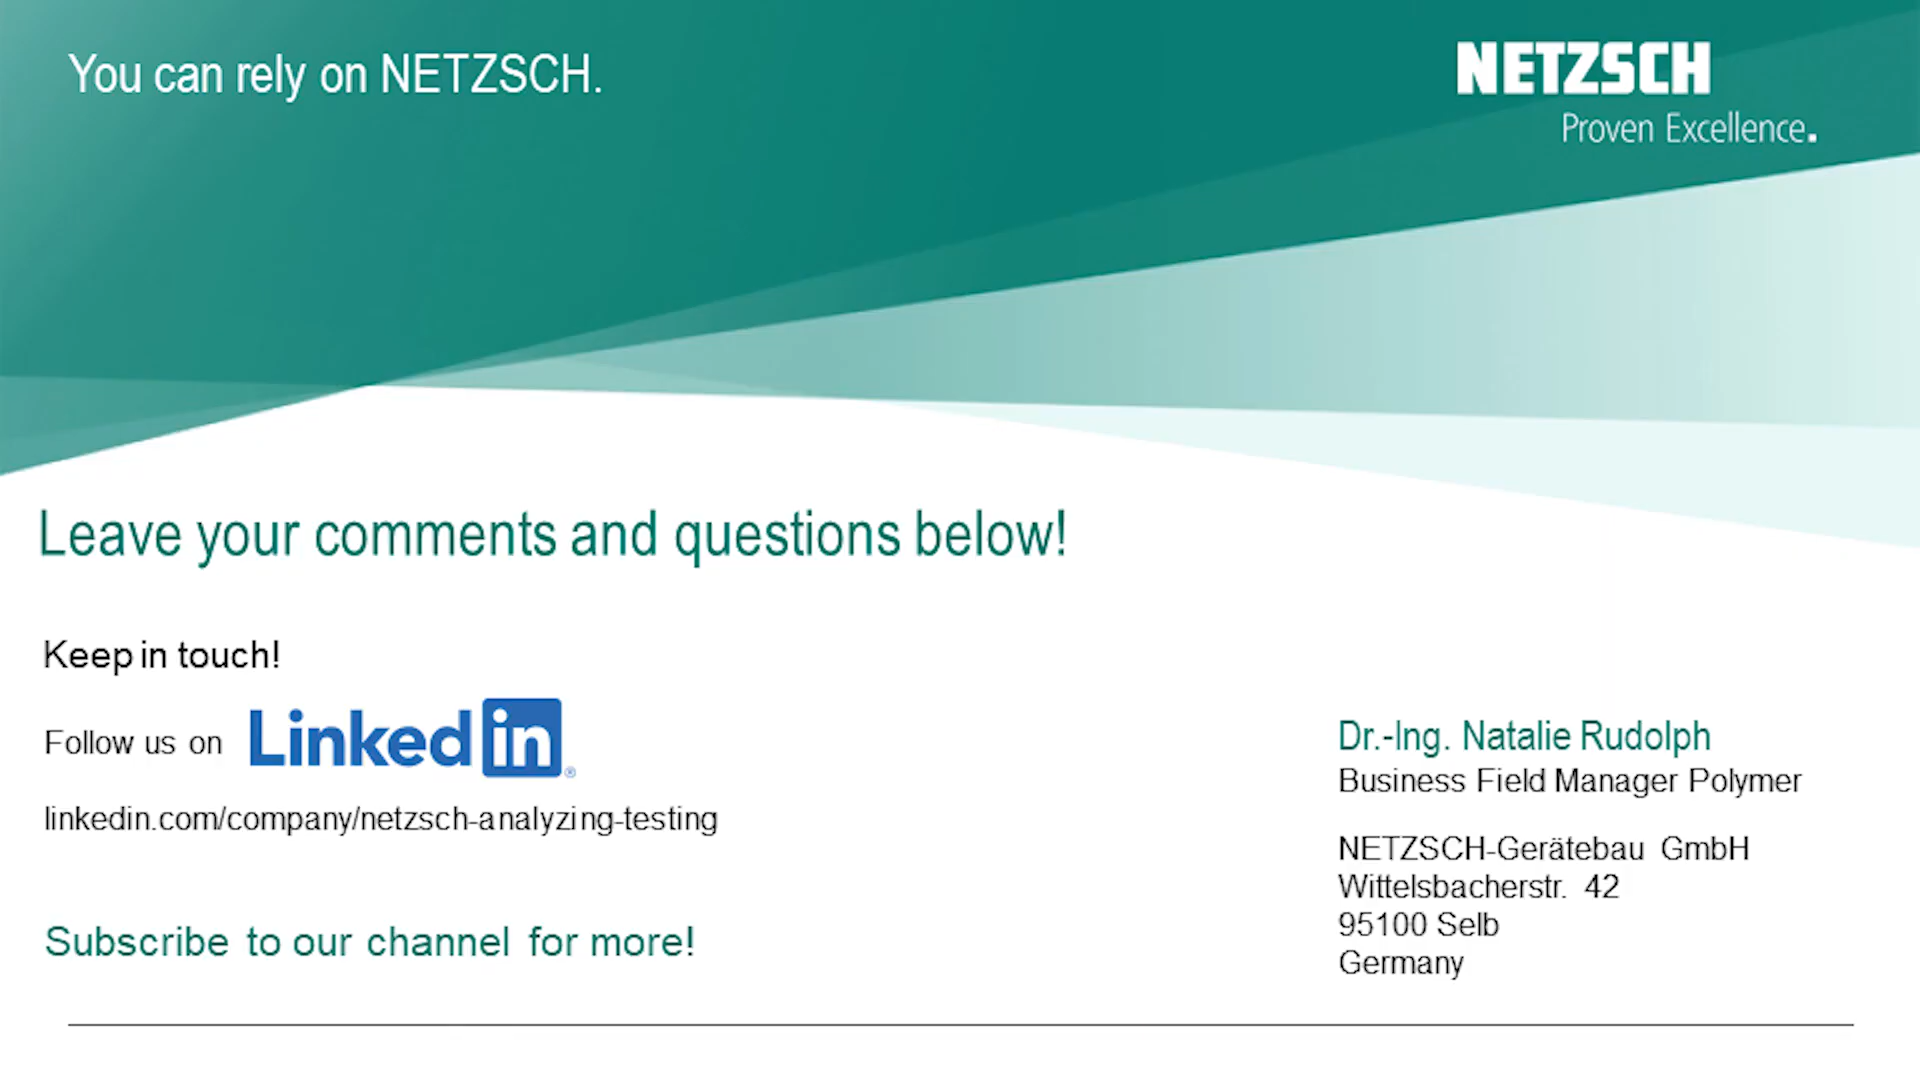 You can rely on NETZSCH.
NETZSCH
Proven Excellence.
Leave your comments and questions below!
Keep in touch!
Follow us on LinkedIn®
linkedin.com/company/netzsch-analyzing-testing
Subscribe to our channel for more!
Dr.-Ing. Natalie Rudolph
Business Field Manager Polymer
NETZSCH-Gerätebau GmbH
Wittelsbacherstr. 42
95100 Selb
Germany